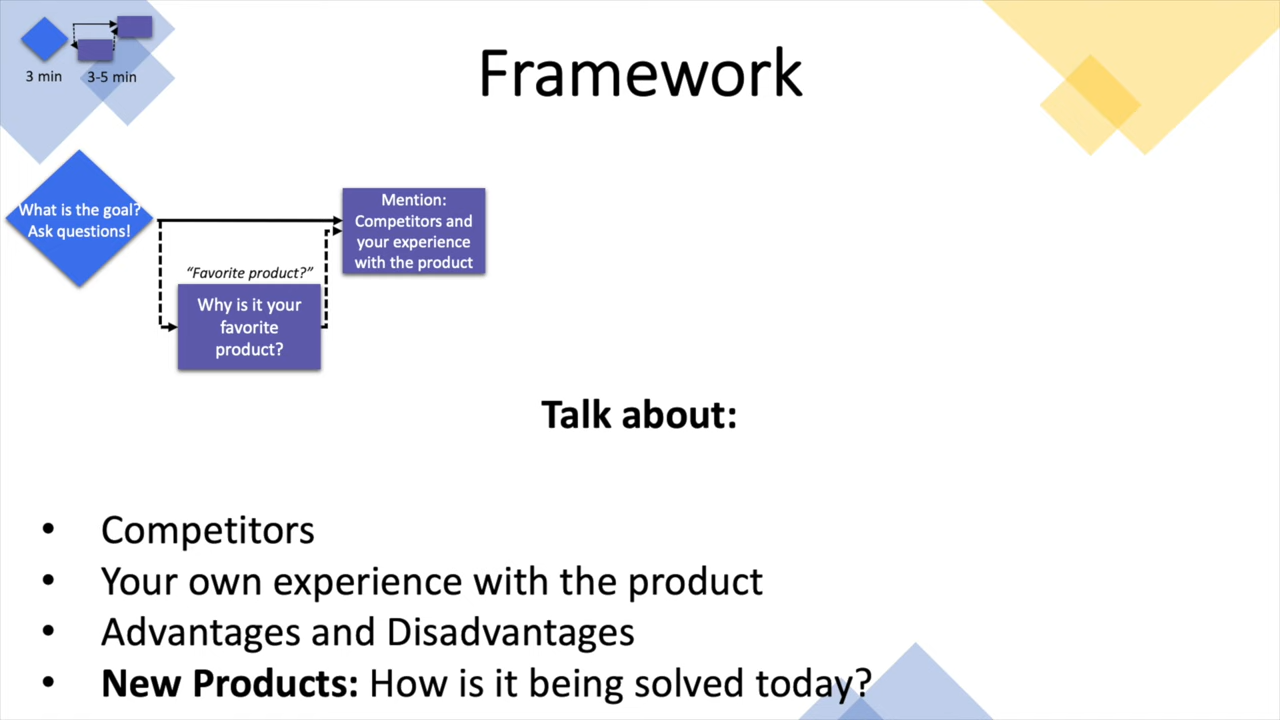 3 min
3-5 min
Framework
What is the goal?
Ask questions!
Mention:
Competitors and
your experience
with the product
“Favorite product?”
Why is it your
favorite
product?
Talk about:
• Competitors
• Your own experience with the product
• Advantages and Disadvantages
• New Products: How is it being solved today?